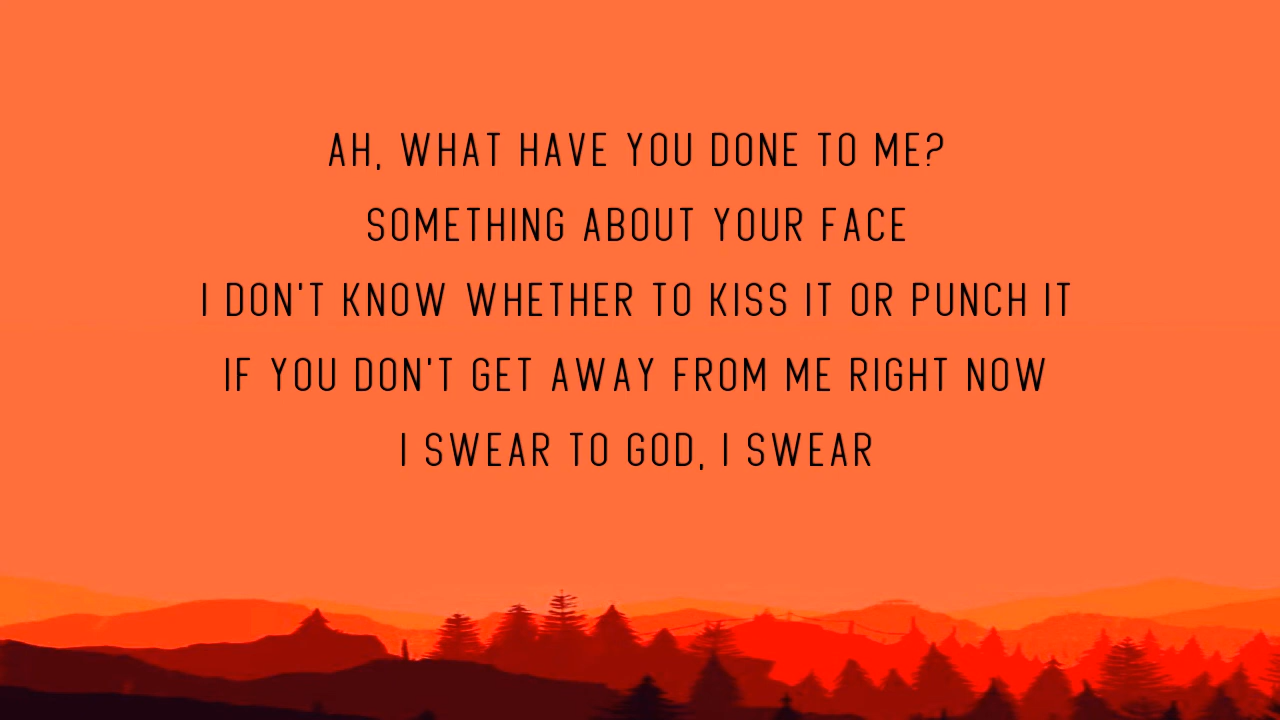 AH, WHAT HAVE YOU DONE TO ME?
SOMETHING ABOUT YOUR FACE
I DON'T KNOW WHETHER TO KISS IT OR PUNCH IT
IF YOU DON'T GET AWAY FROM ME RIGHT NOW
I SWEAR TO GOD, I SWEAR